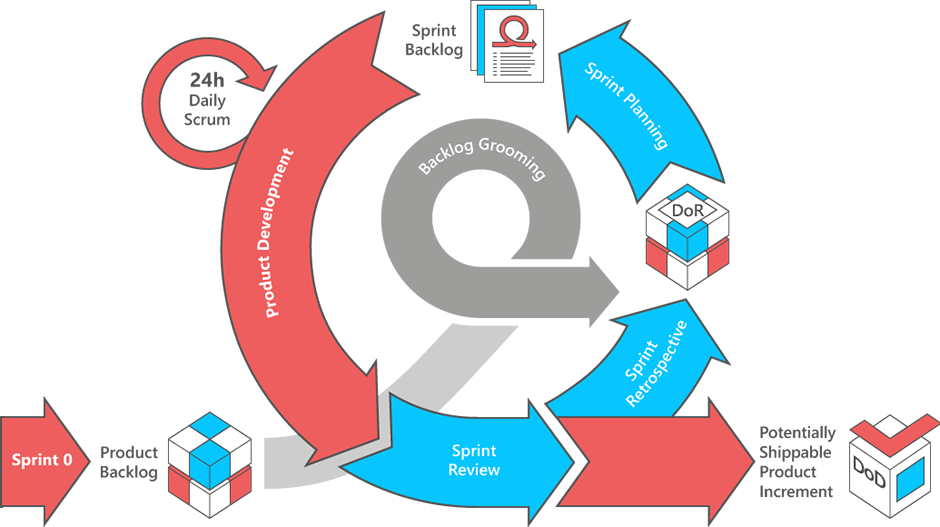 Sprint
Backlog
24h
Daily
Scrum
Sprint Planning
Backlog Grooming
Product Development
DoR
Sprint
Retrospective
Sprint 0
Product
Backlog
Sprint
Review
Potentially
Shippable
Product
Increment
DoD